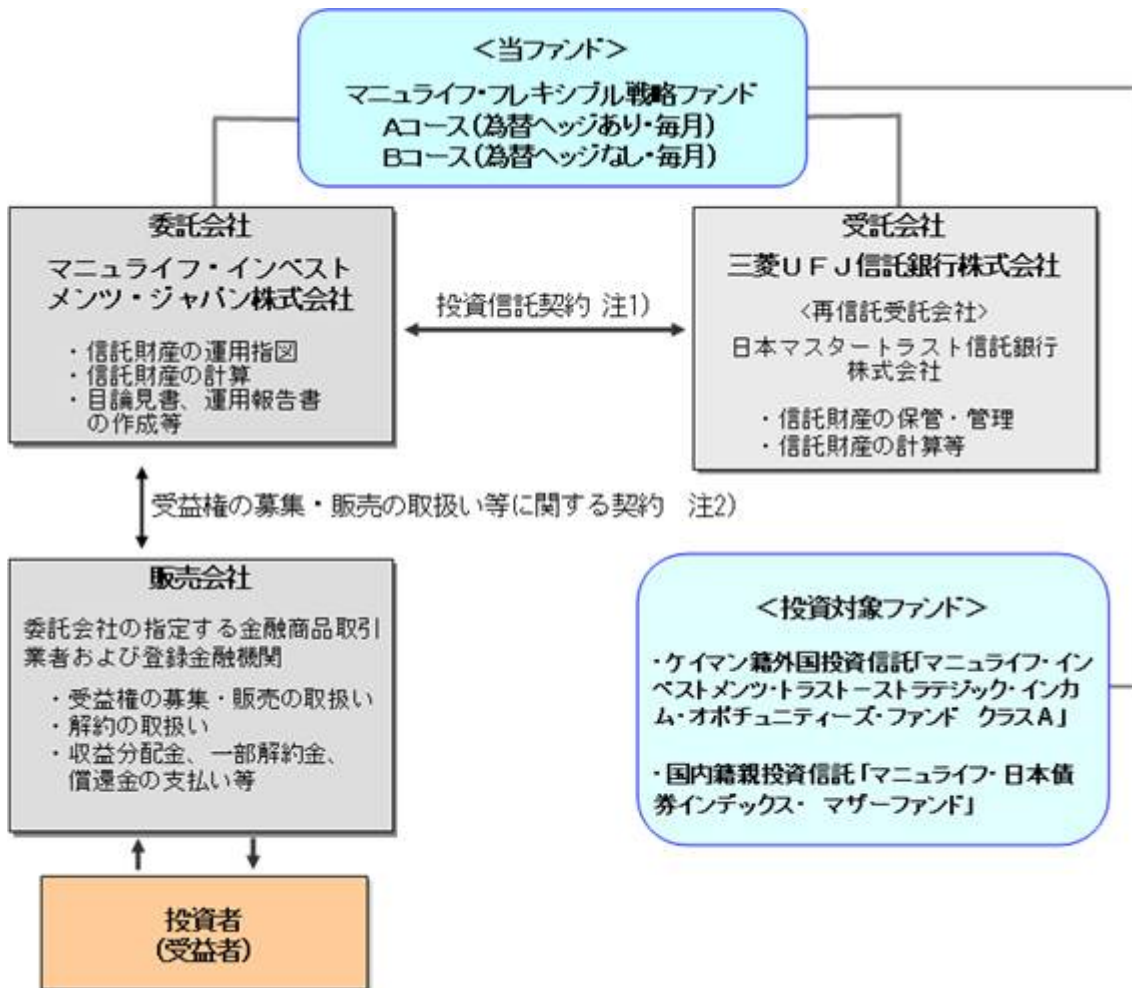 ＜当ファンド＞
マニュライフ・フレキシブル戦略ファンド
Aコース(為替ヘッジあり・毎月)
Bコース(為替ヘッジなし・毎月)
委託会社
マニュライフ・インベスト
メンツ・ジャパン株式会社
・信託財産の運用指図
・信託財産の計算
・目論見書、運用報告書
の作成等
投資信託契約 注1)
受託会社
三菱ＵＦＪ信託銀行株式会社
＜再信託受託会社＞
日本マスタートラスト信託銀行
株式会社
・信託財産の保管・管理
・信託財産の計算等
受益権の募集・販売の取扱い等に関する契約　注2)
販売会社
委託会社の指定する金融商品取引
業者および登録金融機関
・受益権の募集・販売の取扱い
・解約の取扱い
・収益分配金、一部解約金、
償還金の支払い等
＜投資対象ファンド＞
・ケイマン籍外国投資信託「マニュライフ・イン
ベストメンツ・トラストーストラテジック・インカ
ム・オポチュニティーズ・ファンド　クラスA」
・国内籍親投資信託「マニュライフ・日本債
券インデックス・　マザーファンド」
投資者
(受益者)